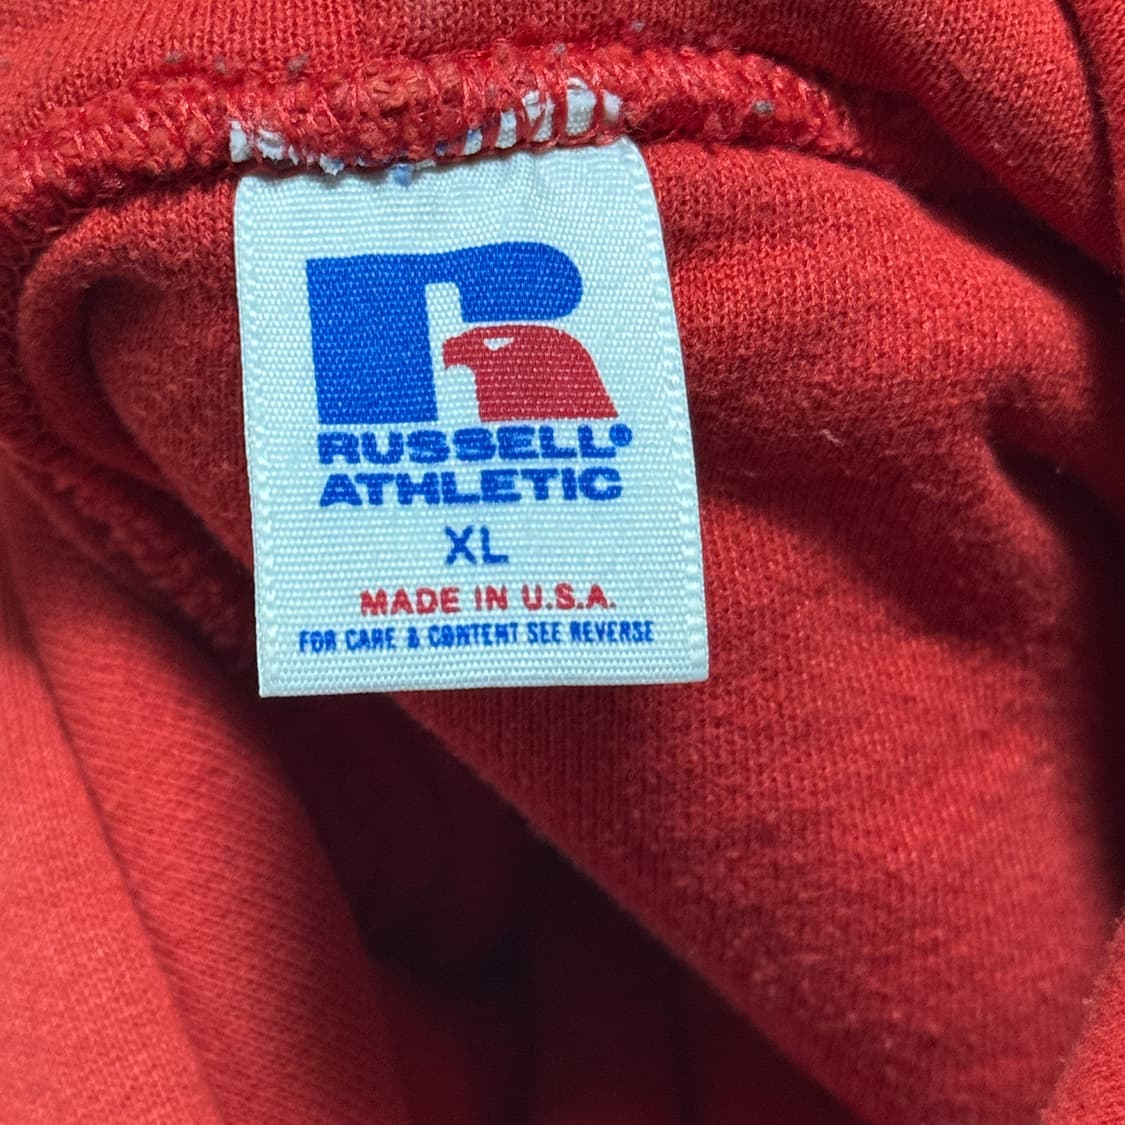 RUSSELL
ATHLETIC
XL
MADE IN U.S.A.
FOR CARE & CONTENT SEE REVERSE